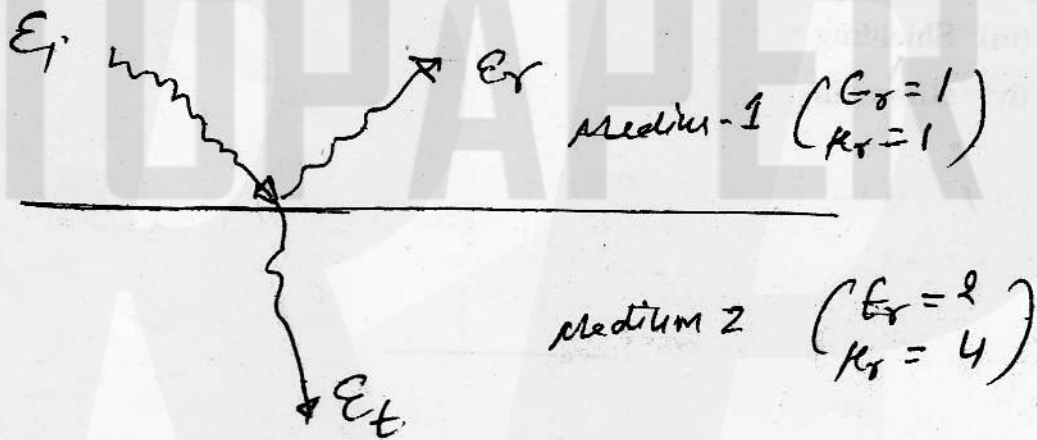 Ei Er
Medium-1 (εr = 1
μr = 1)
Medium 2 (εr = 2
μr = 4)
Et